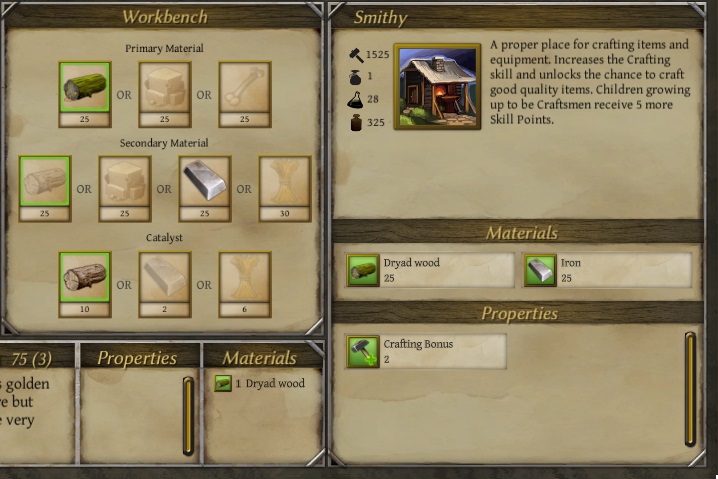 Workbench
Primary Material
25 OR 25 OR 25
Secondary Material
25 OR 25 OR 25 OR 30
Catalyst
10 OR 2 OR 6
75 (3)
s golden
re but
e very
Properties
Materials
1 Dryad wood
Smithy
1525
1
28
325
A proper place for crafting items and
equipment. Increases the Crafting
skill and unlocks the chance to craft
good quality items. Children growing
up to be Craftsmen receive 5 more
Skill Points.
Materials
Dryad wood
25
Iron
25
Properties
Crafting Bonus
2